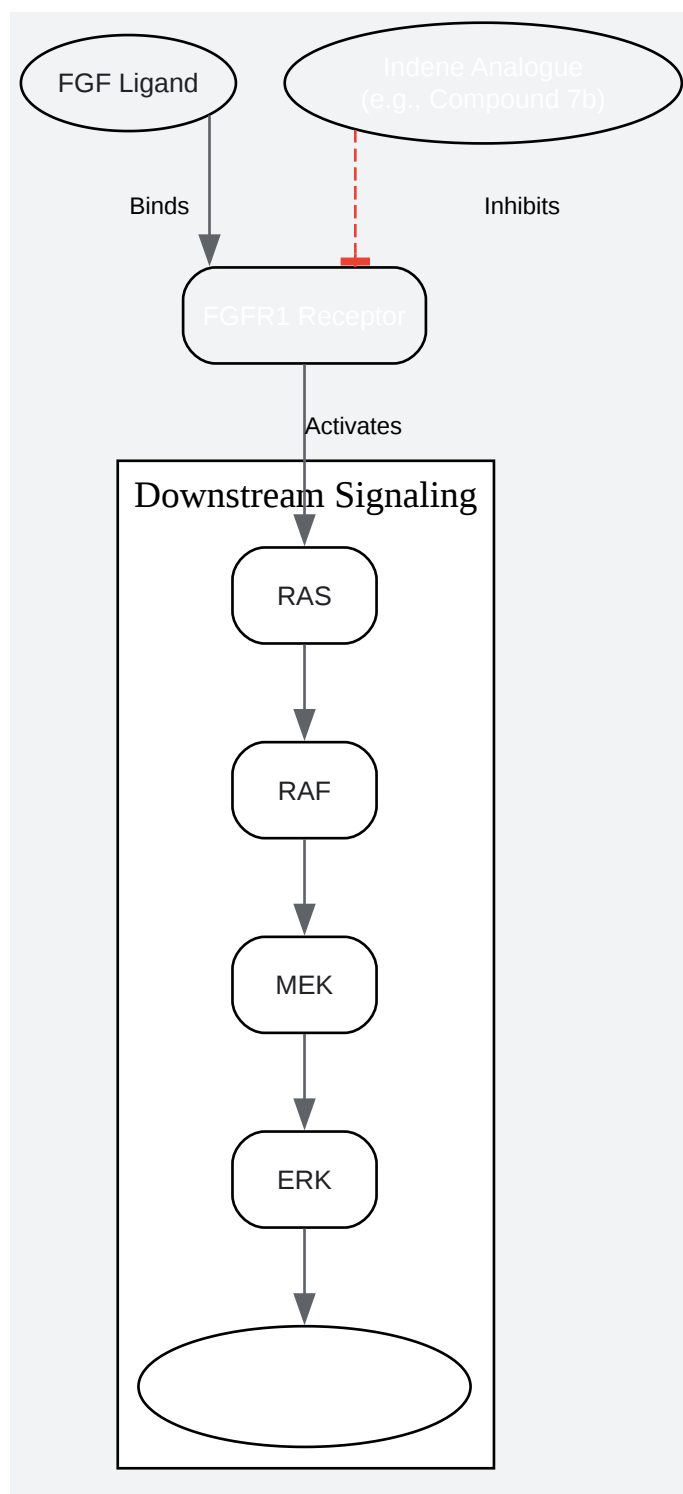 FGF Ligand
Indene Analogue
(e.g., Compound 7b)
Binds
Inhibits
FGFR1 Receptor
Activates
Downstream Signaling
RAS
RAF
MEK
ERK